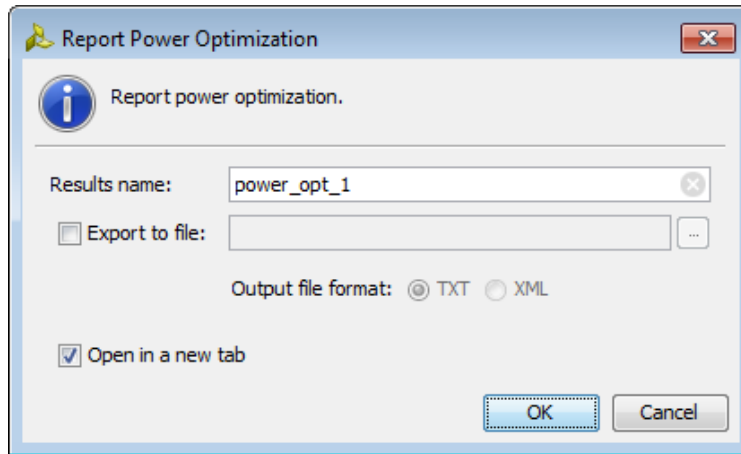 Report Power Optimization
Report power optimization.
Results name: power_opt_1
Export to file: ...
Output file format: TXT XML
Open in a new tab
OK Cancel